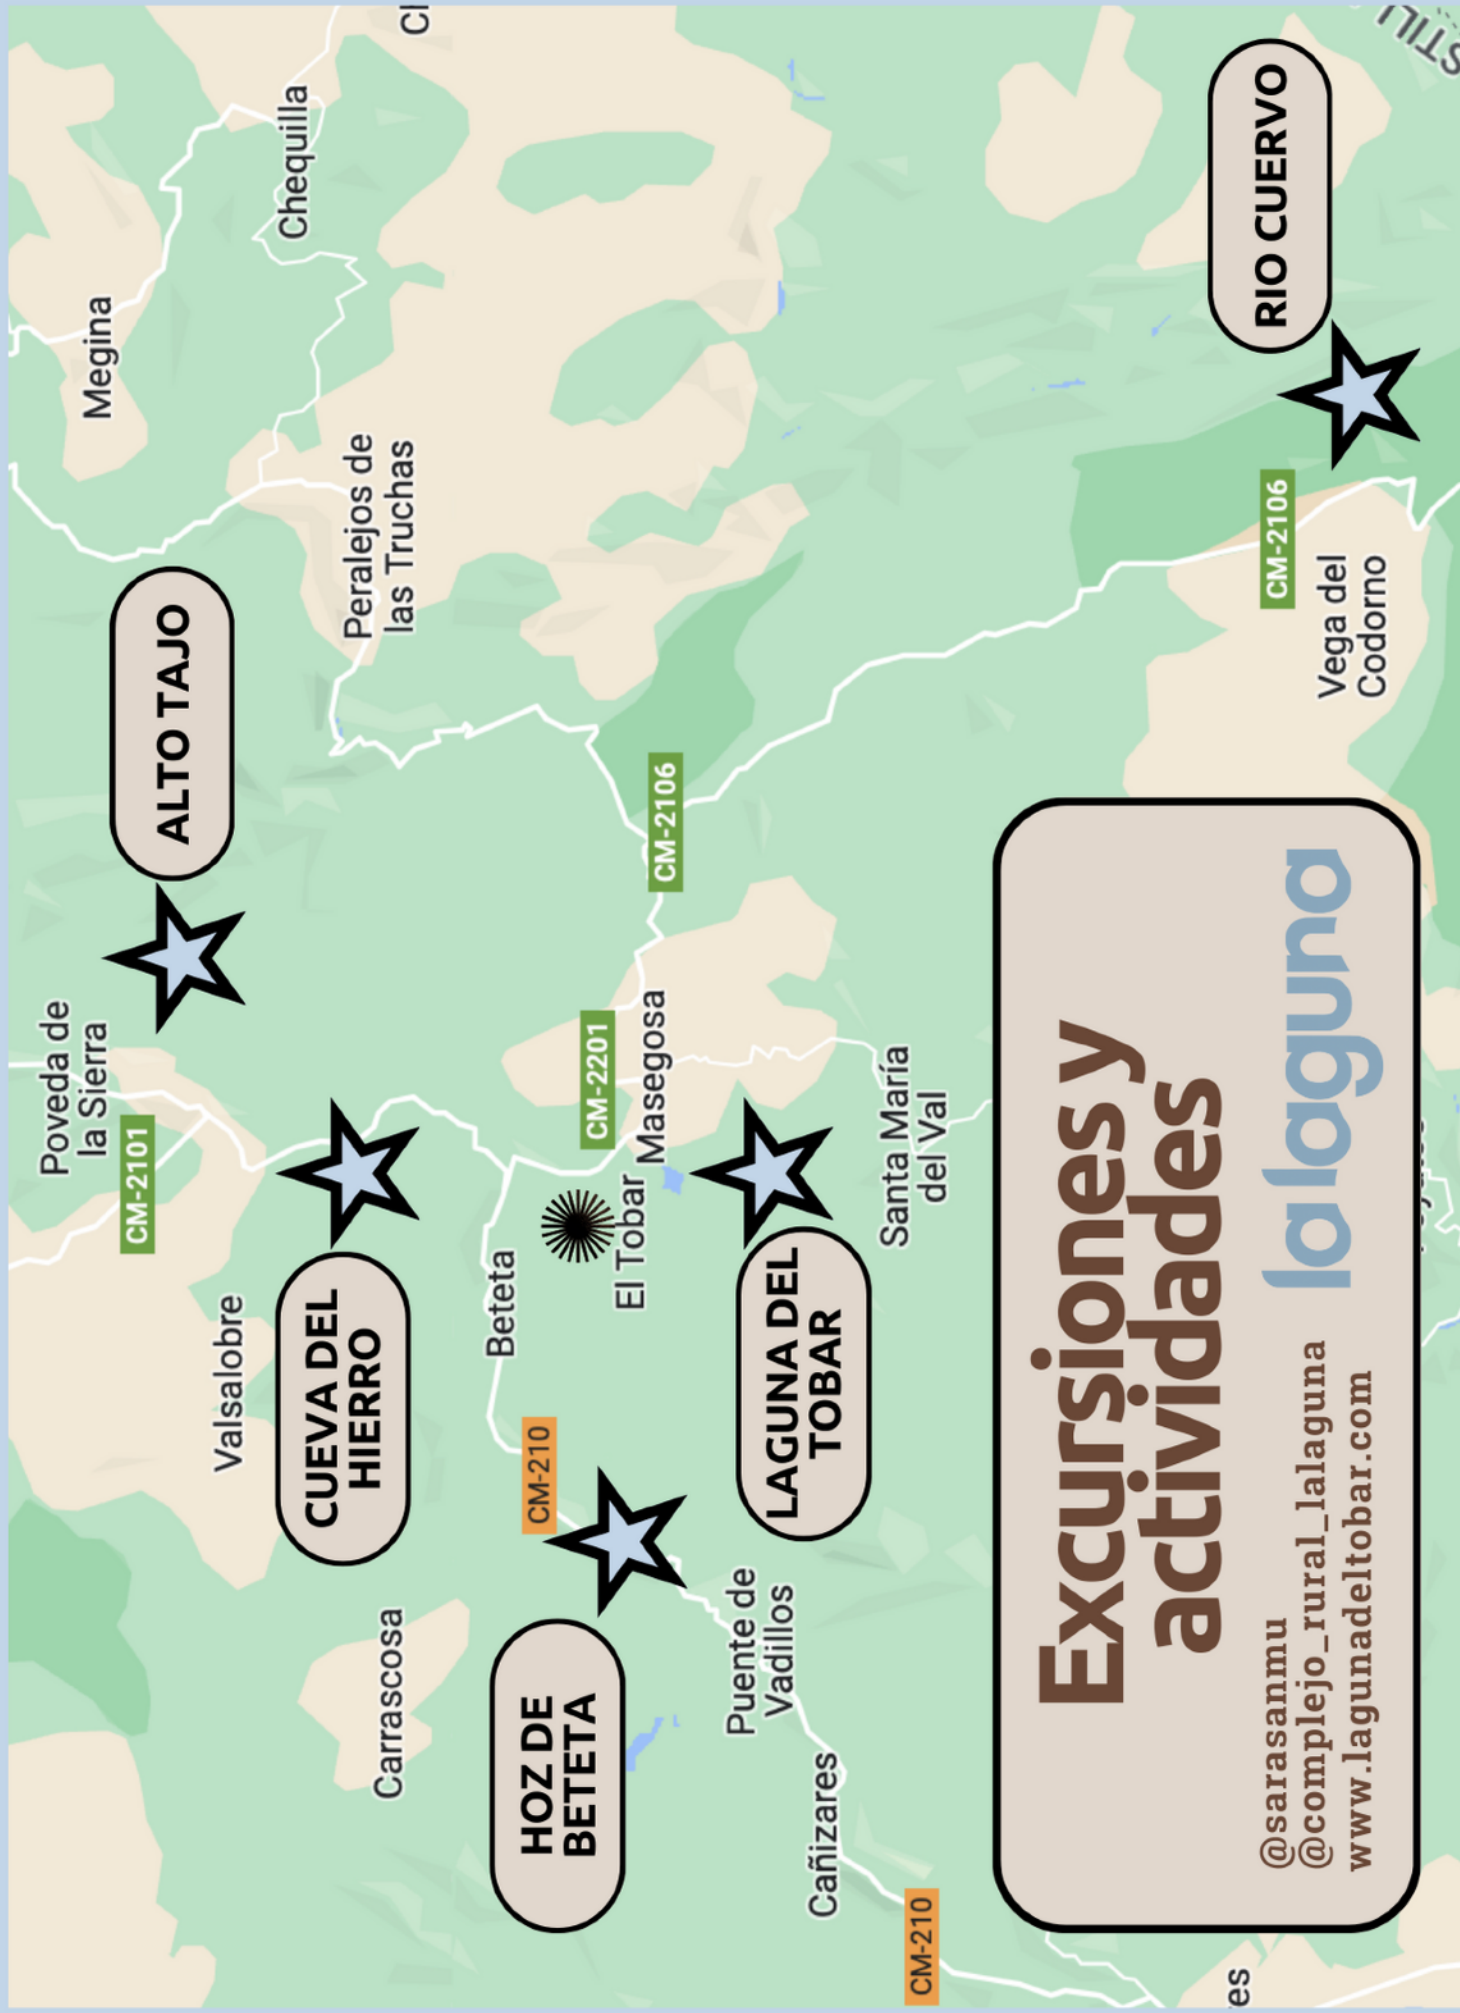 Poveda de
la Sierra
CM-2101
ALTO TAJO
Megina
Chequilla
Valsalobre
CUEVA DEL
HIERRO
Peralejos de
las Truchas
Carrascosa
Beteta
CM-210
HOZ DE
BETETA
CM-2201
El Tobar
Masegosa
CM-2106
LAGUNA DEL
TOBAR
Puente de
Vadillos
Santa María
del Val
Cañizares
CM-210
RIO CUERVO
CM-2106
Vega del
Codorno
Excursiones y
actividades
@sarasanmu
@complejo_rural_lalaguna
www.lagunadeltobar.com
la laguna